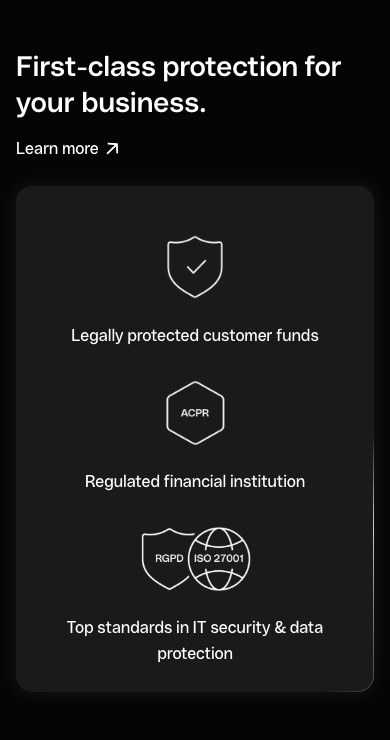 First-class protection for
your business.
Learn more
Legally protected customer funds
ACPR
Regulated financial institution
RGPD ISO 27001
Top standards in IT security & data
protection